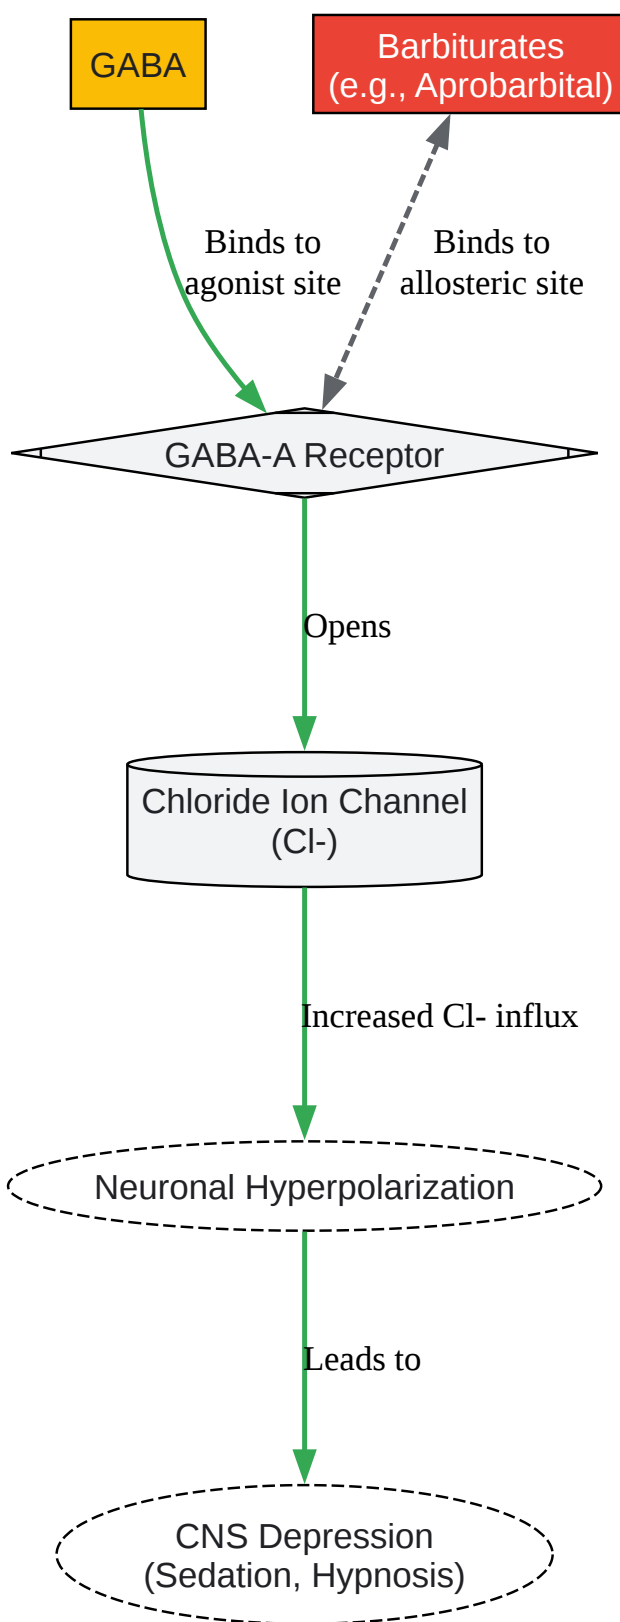 GABA
Barbiturates
(e.g., Aprobarbital)
Binds to
agonist site
Binds to
allosteric site
GABA-A Receptor
Opens
Chloride Ion Channel
(Cl-)
Increased Cl- influx
Neuronal Hyperpolarization
Leads to
CNS Depression
(Sedation, Hypnosis)